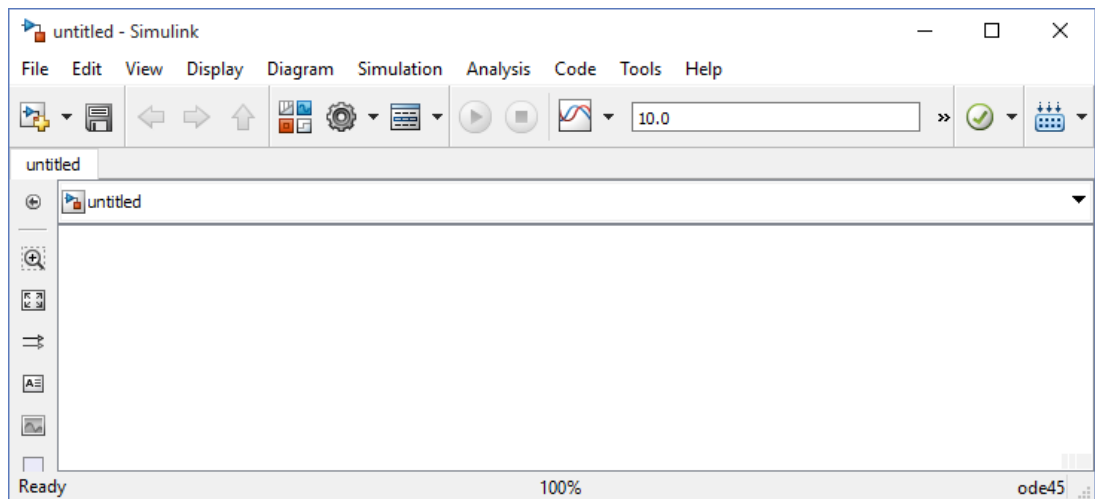 untitled - Simulink
File Edit View Display Diagram Simulation Analysis Code Tools Help
10.0 »
untitled
untitled
Ready 100% ode45